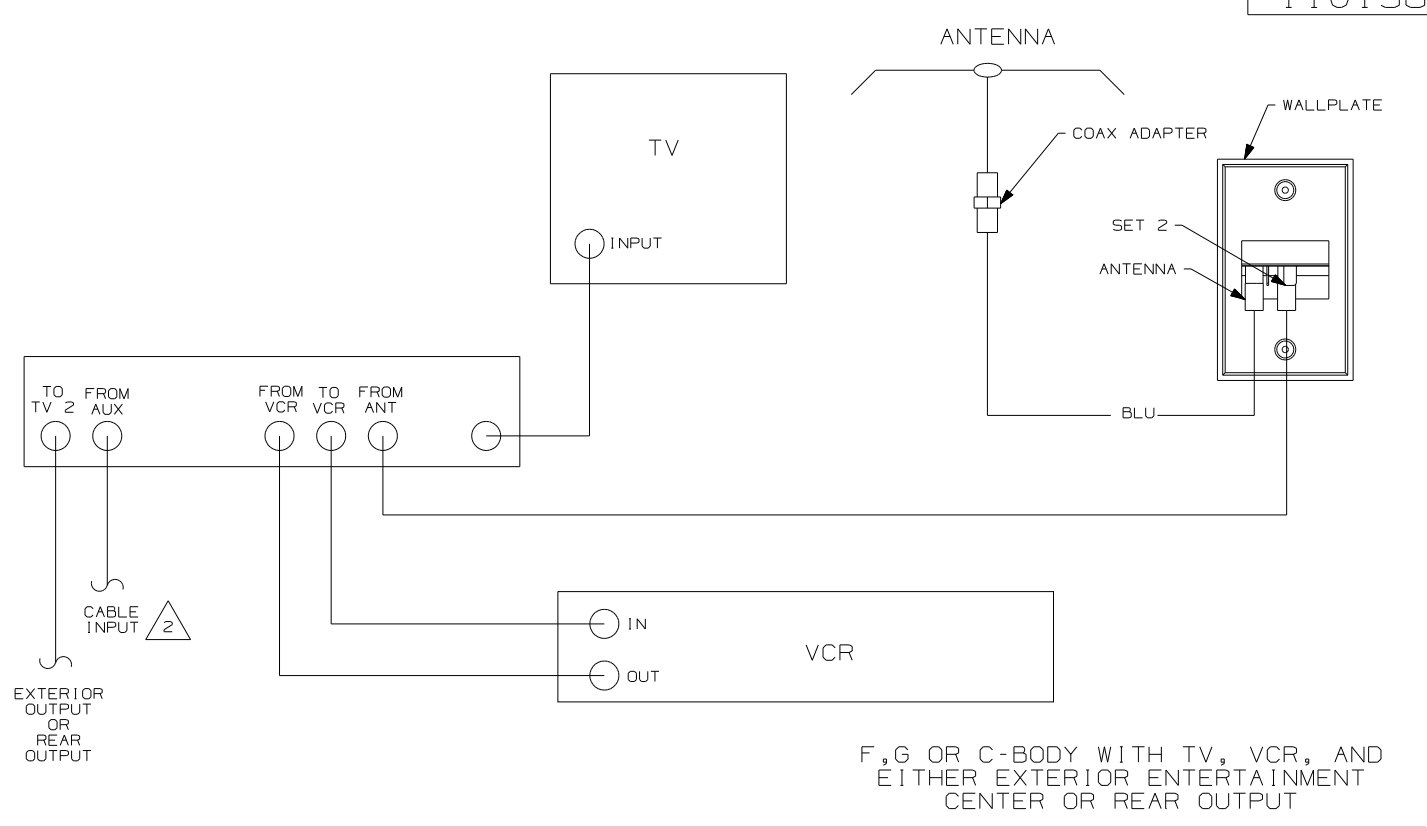 ANTENNA
WALLPLATE
TV
COAX ADAPTER
SET 2
INPUT
ANTENNA
TO
TV 2
FROM
AUX
FROM
VCR
TO
VCR
FROM
ANT
BLU
CABLE
INPUT
2
IN
VCR
OUT
EXTERIOR
OUTPUT
OR
REAR
OUTPUT
F,G OR C-BODY WITH TV, VCR, AND
EITHER EXTERIOR ENTERTAINMENT
CENTER OR REAR OUTPUT